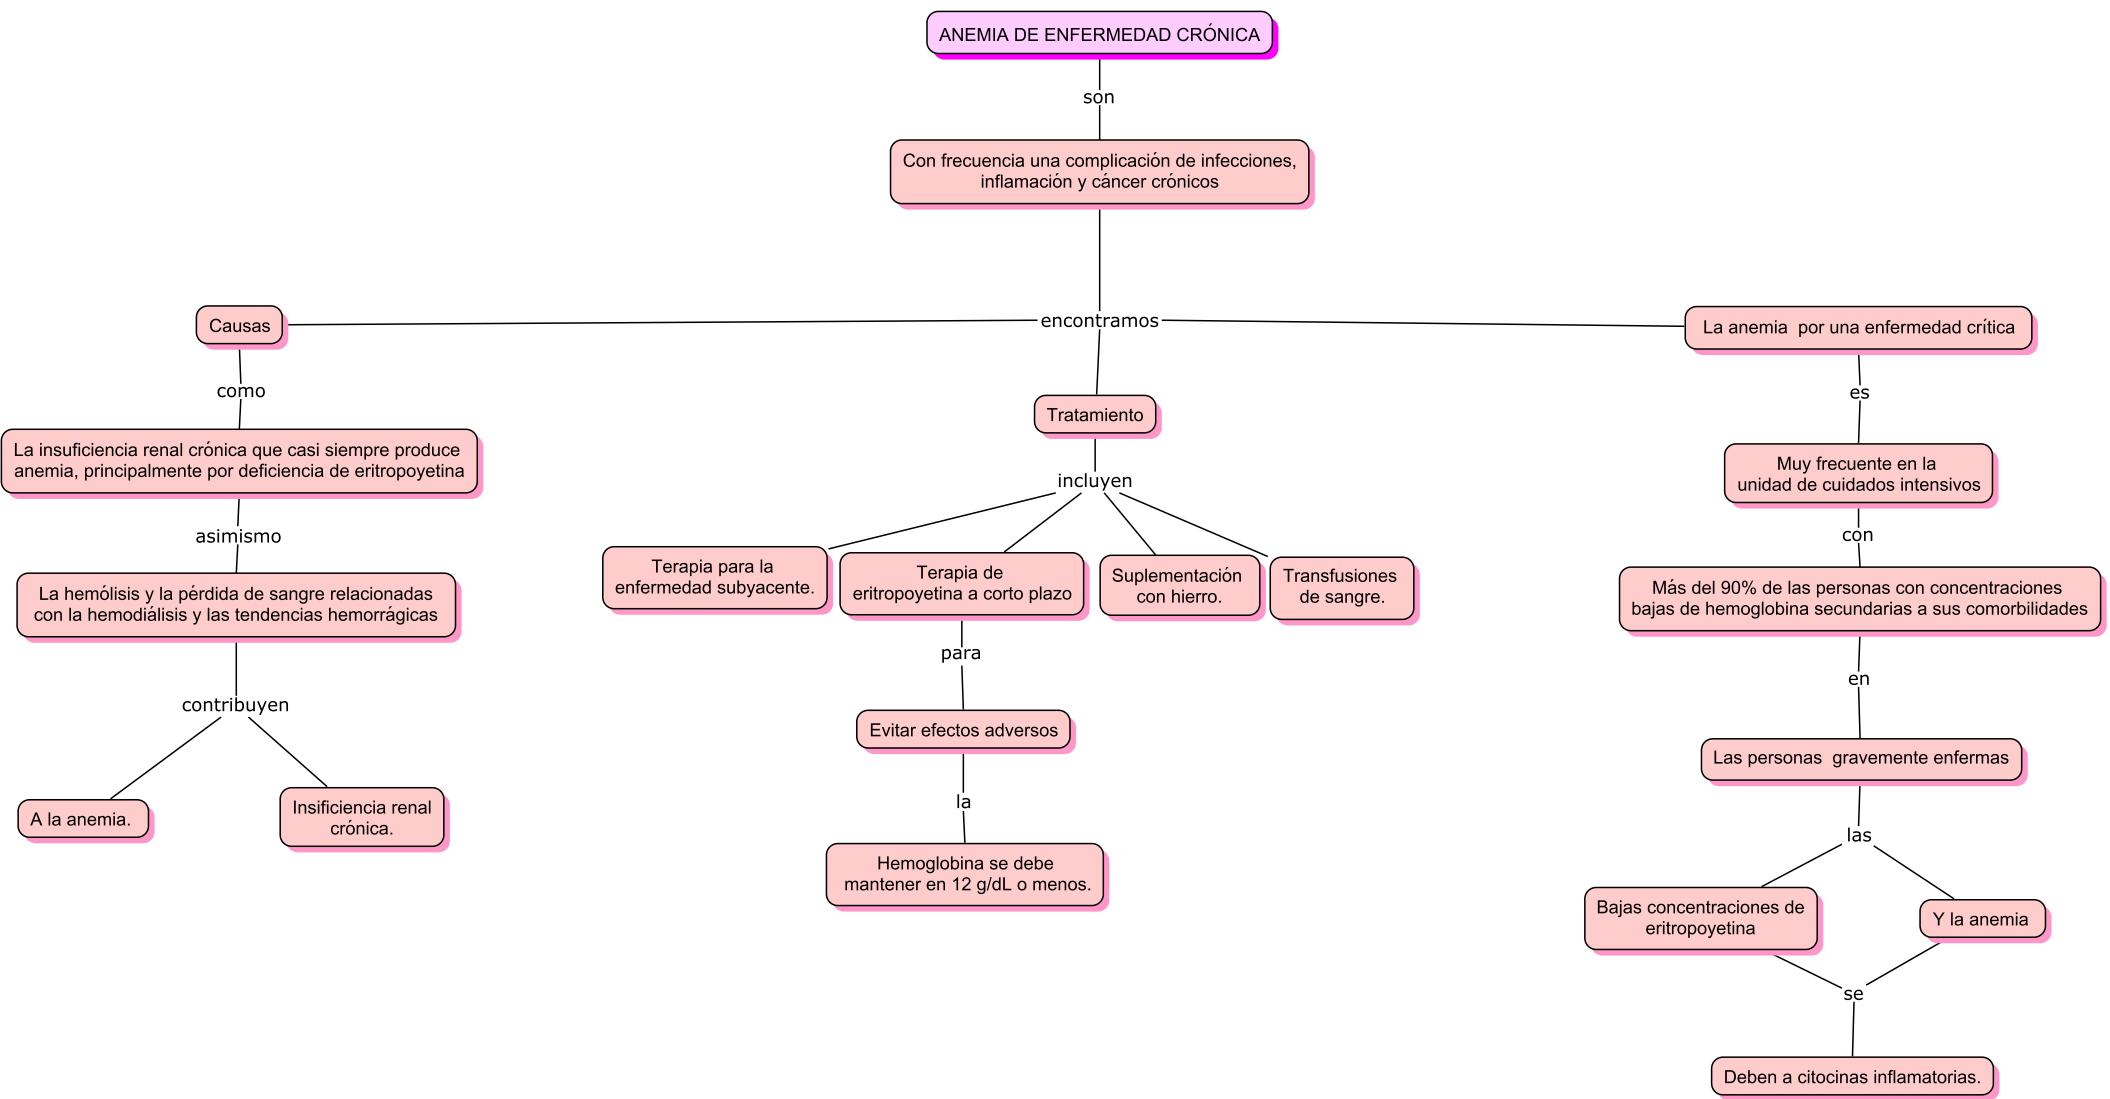 ANEMIA DE ENFERMEDAD CRÓNICA
son
Con frecuencia una complicación de infecciones,
inflamación y cáncer crónicos
encontramos
Causas
como
La insuficiencia renal crónica que casi siempre produce
anemia, principalmente por deficiencia de eritropoyetina
asimismo
La hemólisis y la pérdida de sangre relacionadas
con la hemodiálisis y las tendencias hemorrágicas
contribuyen
A la anemia.
Insificiencia renal
crónica.
Tratamiento
incluyen
Terapia para la
enfermedad subyacente.
Terapia de
eritropoyetina a corto plazo
Suplementación
con hierro.
Transfusiones
de sangre.
para
Evitar efectos adversos
la
Hemoglobina se debe
mantener en 12 g/dL o menos.
La anemia por una enfermedad crítica
es
Muy frecuente en la
unidad de cuidados intensivos
con
Más del 90% de las personas con concentraciones
bajas de hemoglobina secundarias a sus comorbilidades
en
Las personas gravemente enfermas
las
Bajas concentraciones de
eritropoyetina
Y la anemia
se
Deben a citocinas inflamatorias.